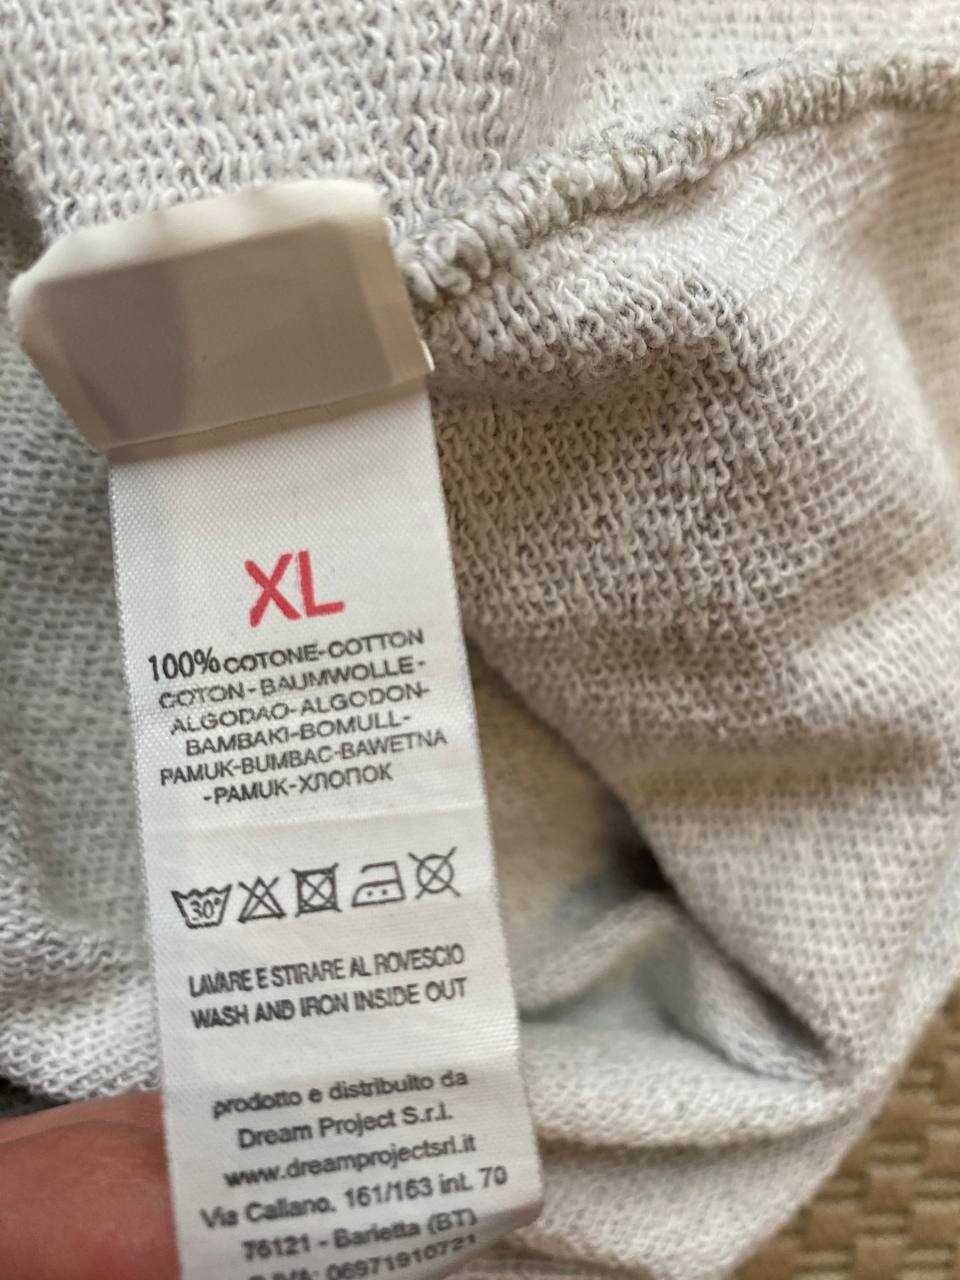 XL
100% COTONE-COTTON
COTON-BAUMWOLLE-
ALGODAO-ALGODON-
BAMBAKI-BOMULL-
PAMUK-BUMBAC-BAWETNA
-PAMUK-ХЛОПОК
30°
LAVARE E STIRARE AL ROVESCIO
WASH AND IRON INSIDE OUT
prodotto e distribuito da
Dream Project S.r.l.
www.dreamprojectsrl.it
Via Callano, 161/163 int. 70
76121 - Barletta (BT)
P.IVA: 06971910721